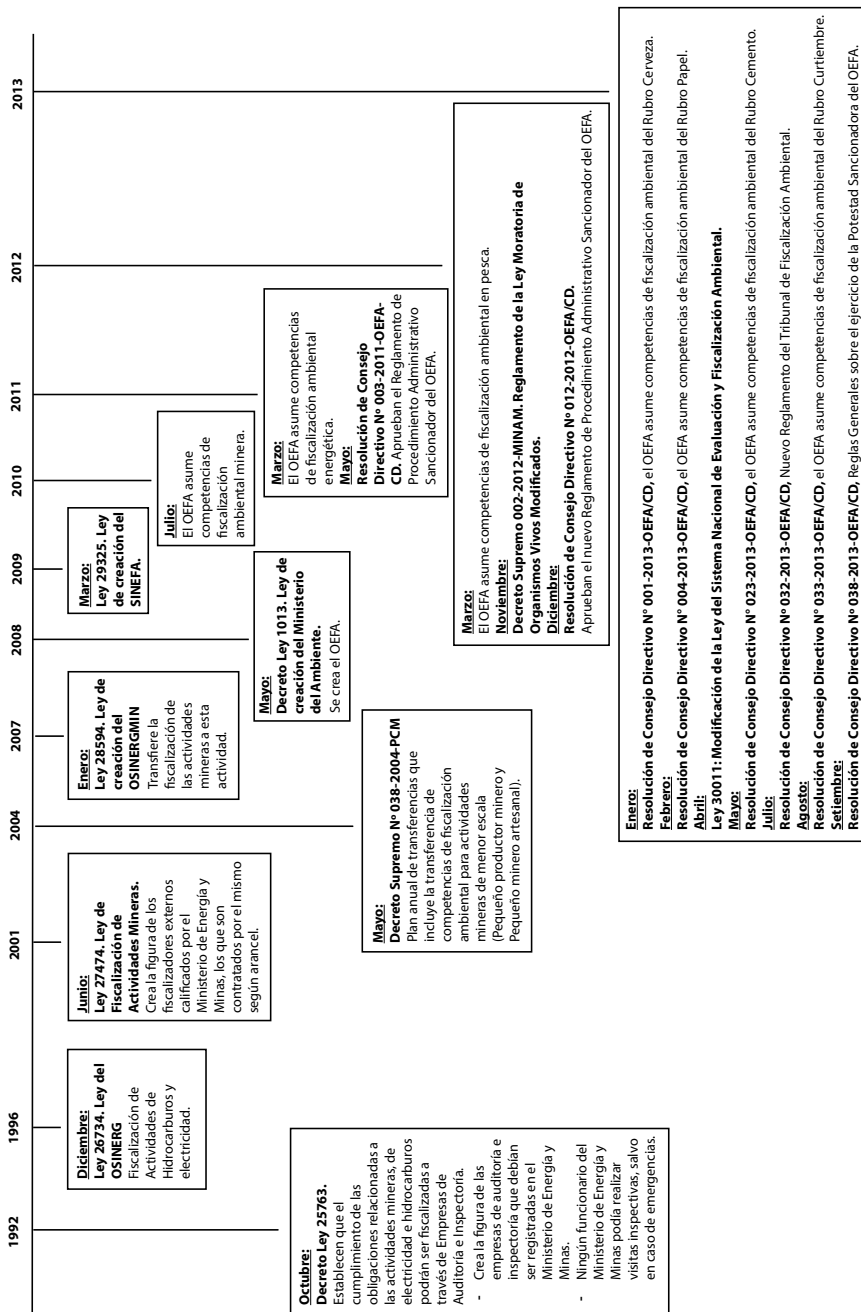 1992
1996
2001
2004
2007
2008
2009
2010
2011
2012
2013
Octubre:
Decreto Ley 25763.
Establecen que el
cumplimiento de las
obligaciones relacionadas a
las actividades mineras, de
electricidad e hidrocarburos
podrán ser fiscalizadas a
través de Empresas de
Auditoría e Inspectoría.
- Crea la figura de las
empresas de auditoría e
inspectoría que debían
ser registradas en el
Ministerio de Energía y
Minas.
- Ningún funcionario del
Ministerio de Energía y
Minas podía realizar
visitas inspectivas, salvo
en caso de emergencias.
Diciembre:
Ley 26734. Ley del
OSINERG
Fiscalización de
Actividades de
Hidrocarburos y
electricidad.
Junio:
Ley 27474. Ley de
Fiscalización de
Actividades Mineras.
Crea la figura de los
fiscalizadores externos
calificados por el
Ministerio de Energía y
Minas, los que son
contratados por el mismo
según arancel.
Mayo:
Decreto Supremo Nº 038-2004-PCM
Plan anual de transferencias que
incluye la transferencia de
competencias de fiscalización
ambiental para actividades
mineras de menor escala
(Pequeño productor minero y
Pequeño minero artesanal).
Enero:
Ley 28594. Ley de
creación del
OSINERGMIN
Transfiere la
fiscalización de
las actividades
mineras a esta
actividad.
Mayo:
Decreto Ley 1013. Ley de
creación del Ministerio
del Ambiente.
Se crea el OEFA.
Marzo:
Ley 29325. Ley
de creación del
SINEFA.
Julio:
El OEFA asume
competencias de
fiscalización
ambiental minera.
Marzo:
El OEFA asume competencias
de fiscalización ambiental
energética.
Mayo:
Resolución de Consejo
Directivo Nº 003-2011-OEFA-
CD. Aprueban el Reglamento de
Procedimiento Administrativo
Sancionador del OEFA.
Marzo:
El OEFA asume competencias de fiscalización ambiental en pesca.
Noviembre:
Decreto Supremo 002-2012-MINAM. Reglamento de la Ley Moratoria de
Organismos Vivos Modificados.
Diciembre:
Resolución de Consejo Directivo Nº 012-2012-OEFA/CD.
Aprueban el nuevo Reglamento de Procedimiento Administrativo Sancionador del OEFA.
Enero:
Resolución de Consejo Directivo N° 001-2013-OEFA/CD, el OEFA asume competencias de fiscalización ambiental del Rubro Cerveza.
Febrero:
Resolución de Consejo Directivo N° 004-2013-OEFA/CD, el OEFA asume competencias de fiscalización ambiental del Rubro Papel.
Abril:
Ley 30011: Modificación de la Ley del Sistema Nacional de Evaluación y Fiscalización Ambiental.
Mayo:
Resolución de Consejo Directivo N° 023-2013-OEFA/CD, el OEFA asume competencias de fiscalización ambiental del Rubro Cemento.
Julio:
Resolución de Consejo Directivo N° 032-2013-OEFA/CD, Nuevo Reglamento del Tribunal de Fiscalización Ambiental.
Agosto:
Resolución de Consejo Directivo N° 033-2013-OEFA/CD, el OEFA asume competencias de fiscalización ambiental del Rubro Curtiembre.
Setiembre:
Resolución de Consejo Directivo N° 038-2013-OEFA/CD, Reglas Generales sobre el ejercicio de la Potestad Sancionadora del OEFA.